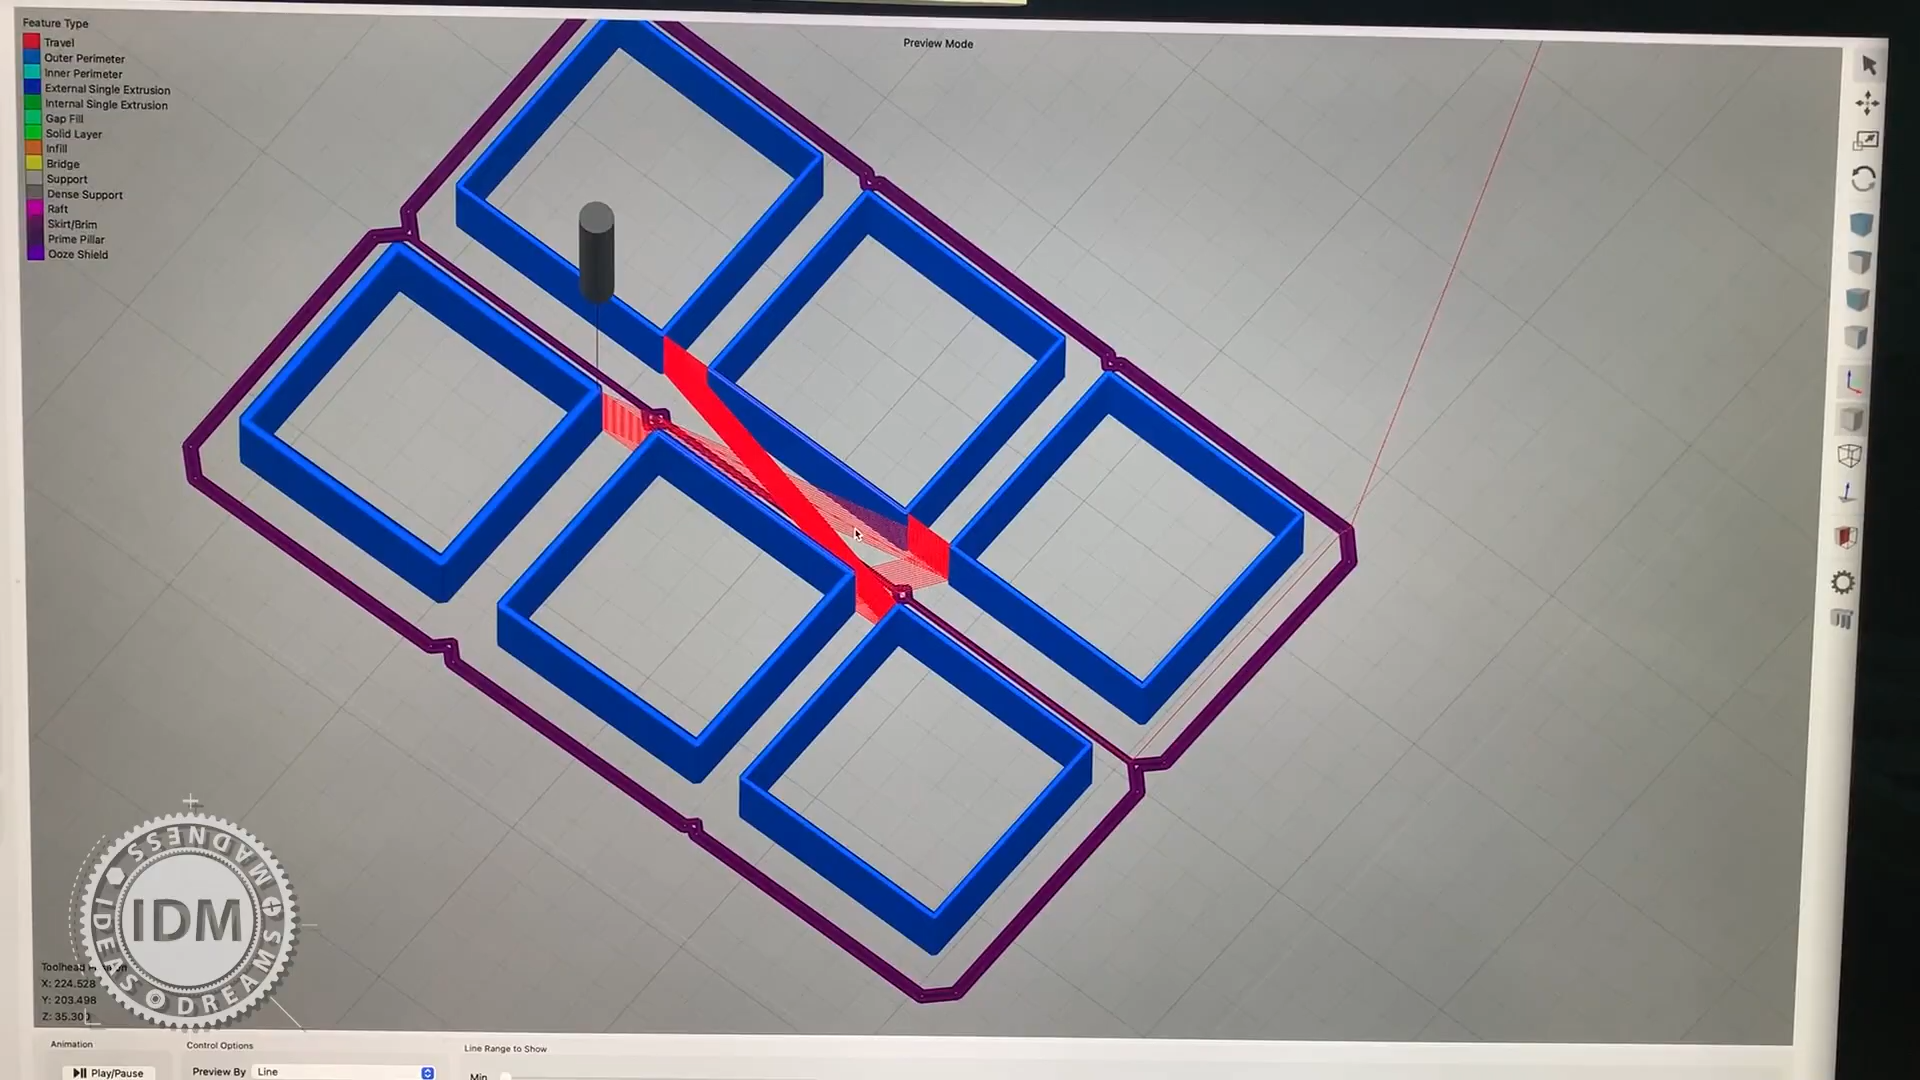 Feature Type
Travel
Outer Perimeter
Inner Perimeter
External Single Extrusion
Internal Single Extrusion
Gap Fill
Solid Layer
Infill
Bridge
Support
Dense Support
Raft
Skirt/Brim
Prime Pillar
Ooze Shield
Preview Mode
IDM
IDEAS DREAMS MADNESS
Toolhead
X: 224.528
Y: 203.498
Z: 35.300
Animation
Control Options
Line Range to Show
Play/Pause
Preview By
Line
Min